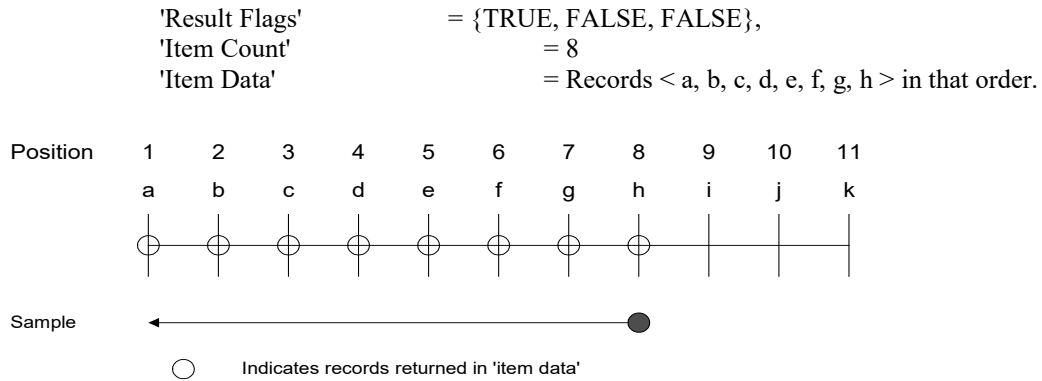 'Result Flags' = {TRUE, FALSE, FALSE},
'Item Count' = 8
'Item Data' = Records < a, b, c, d, e, f, g, h > in that order.
Position 1 2 3 4 5 6 7 8 9 10 11
a b c d e f g h i j k
Sample
Indicates records returned in 'item data'